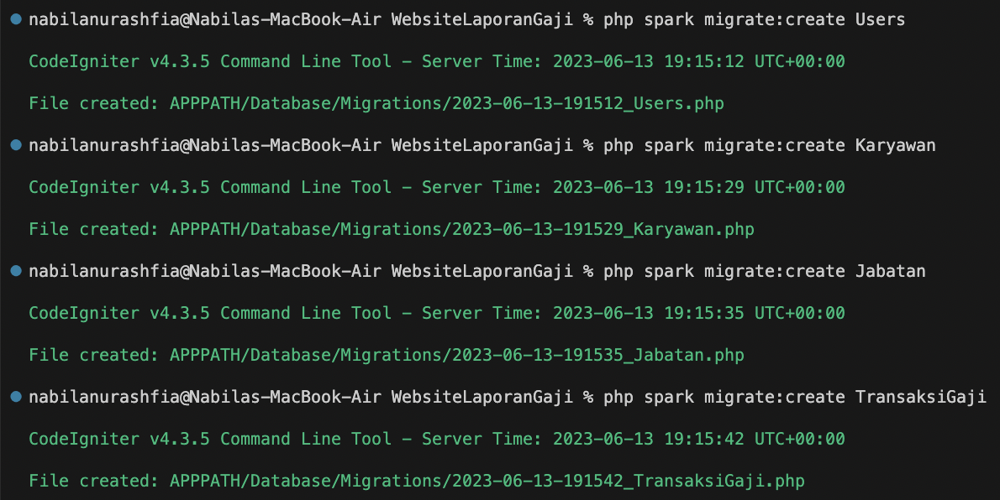 nabilanurashfia@Nabilas-MacBook-Air WebsiteLaporanGaji % php spark migrate:create Users
CodeIgniter v4.3.5 Command Line Tool - Server Time: 2023-06-13 19:15:12 UTC+00:00
File created: APPPATH/Database/Migrations/2023-06-13-191512_Users.php
nabilanurashfia@Nabilas-MacBook-Air WebsiteLaporanGaji % php spark migrate:create Karyawan
CodeIgniter v4.3.5 Command Line Tool - Server Time: 2023-06-13 19:15:29 UTC+00:00
File created: APPPATH/Database/Migrations/2023-06-13-191529_Karyawan.php
nabilanurashfia@Nabilas-MacBook-Air WebsiteLaporanGaji % php spark migrate:create Jabatan
CodeIgniter v4.3.5 Command Line Tool - Server Time: 2023-06-13 19:15:35 UTC+00:00
File created: APPPATH/Database/Migrations/2023-06-13-191535_Jabatan.php
nabilanurashfia@Nabilas-MacBook-Air WebsiteLaporanGaji % php spark migrate:create TransaksiGaji
CodeIgniter v4.3.5 Command Line Tool - Server Time: 2023-06-13 19:15:42 UTC+00:00
File created: APPPATH/Database/Migrations/2023-06-13-191542_TransaksiGaji.php